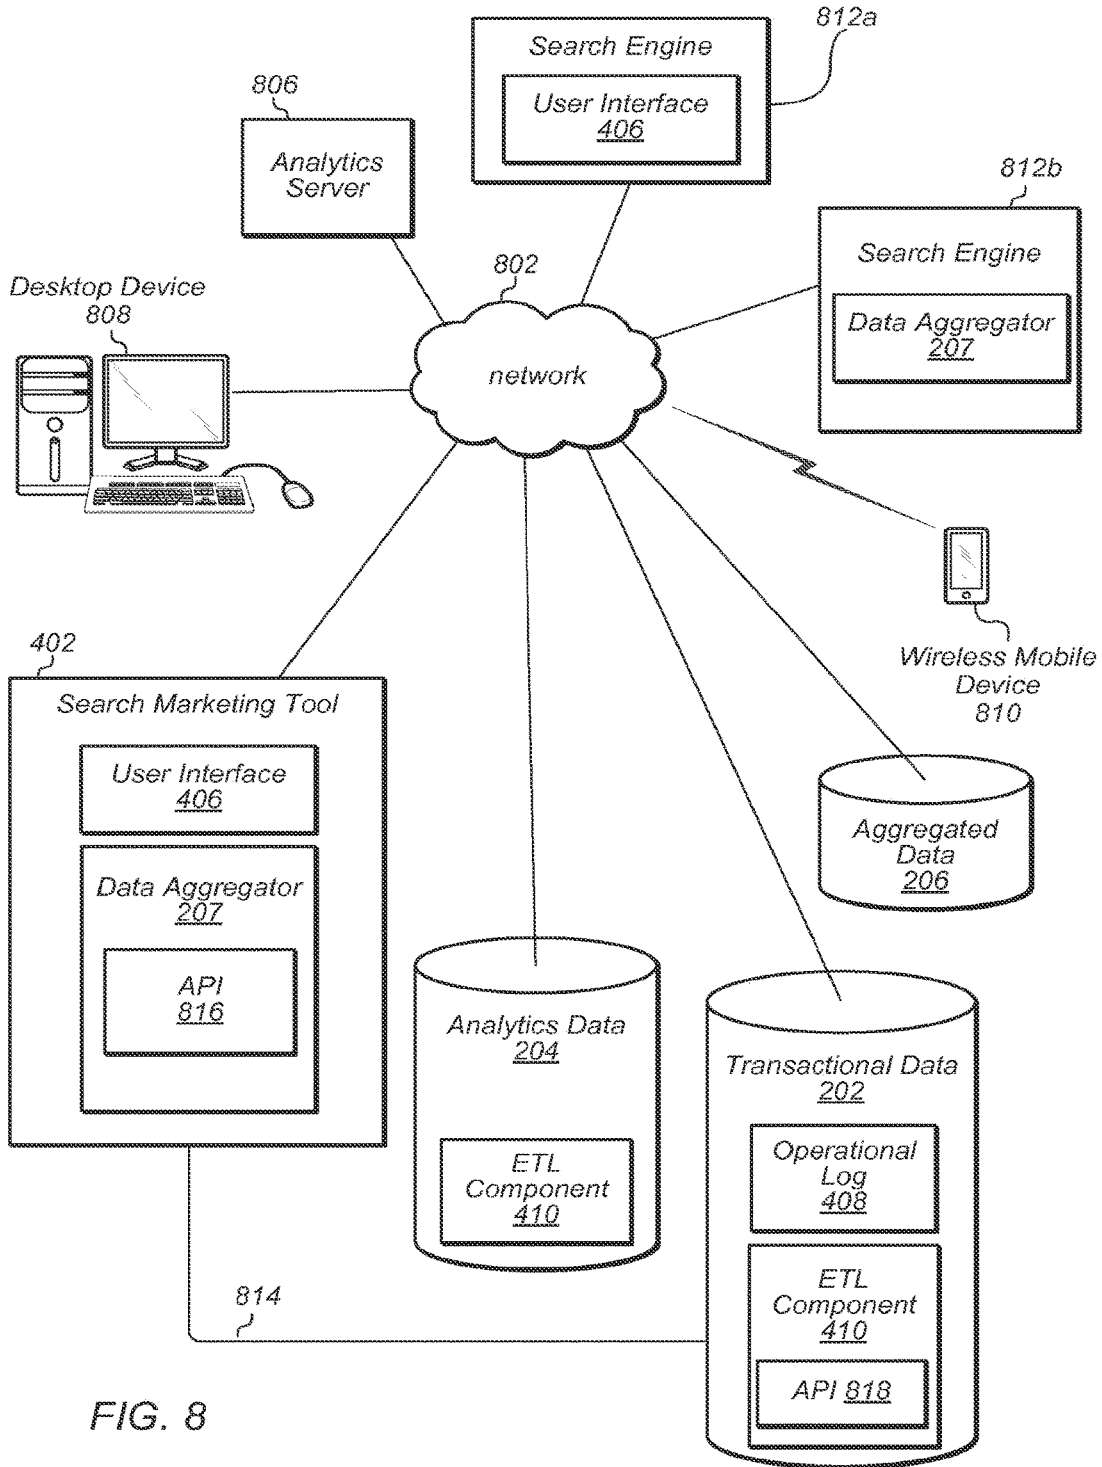 812a
Search Engine
User Interface
406
806
Analytics
Server
812b
Search Engine
Data Aggregator
207
802
network
Desktop Device
808
Wireless Mobile
Device
810
402
Search Marketing Tool
User Interface
406
Data Aggregator
207
API
816
Aggregated
Data
206
Analytics Data
204
ETL
Component
410
Transactional Data
202
Operational
Log
408
ETL
Component
410
API 818
814
FIG. 8